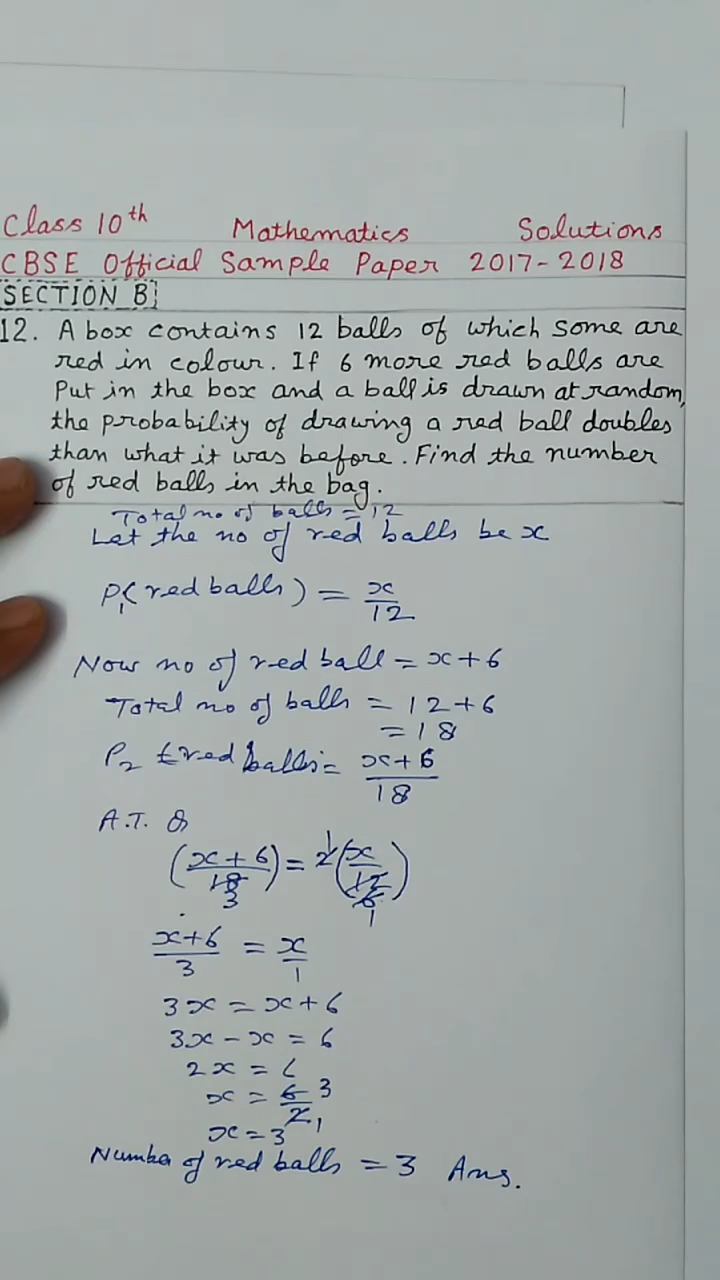 Class 10th Mathematics Solutions
CBSE Official Sample Paper 2017-2018
SECTION B
12. A box contains 12 balls of which some are
red in colour. If 6 more red balls are
Put in the box and a ball is drawn at random,
the probability of drawing a red ball doubles
than what it was before. Find the number
of red balls in the bag.
Total no of balls = 12
Let the no of red balls be x
P1(red balls) = x/12
Now no of red ball = x+6
Total no of balls = 12+6
= 18
P2 (red balls = x+6/18
A.T. Q
(x+6/18) = 2(x/12)
x+6/3 = x/1
3x = x+6
3x-x = 6
2x = 6
x = 6/2
x = 3
Number of red balls = 3 Ans.